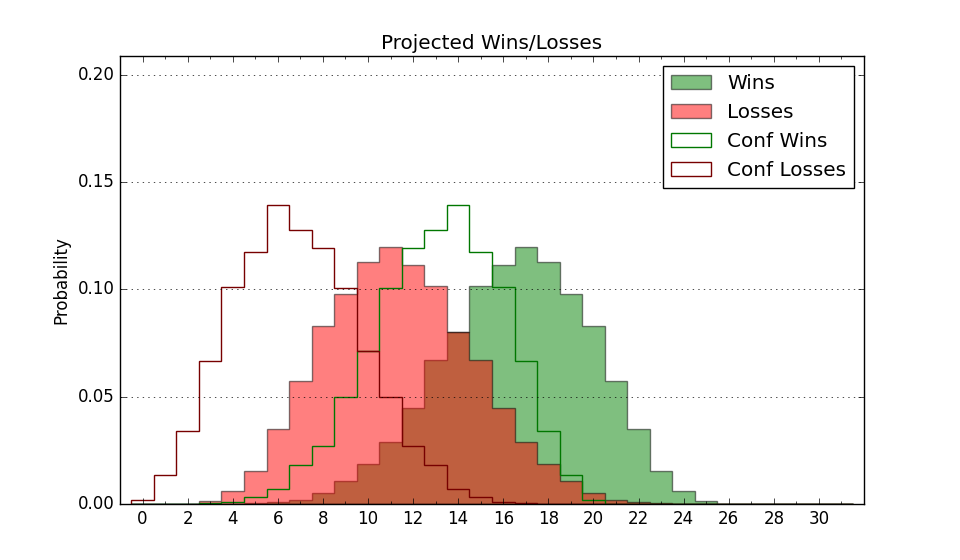 Projected Wins/Losses
0.20
0.15
0.10
0.05
0.00
Probability
Wins
Losses
Conf Wins
Conf Losses
0 2 4 6 8 10 12 14 16 18 20 22 24 26 28 30